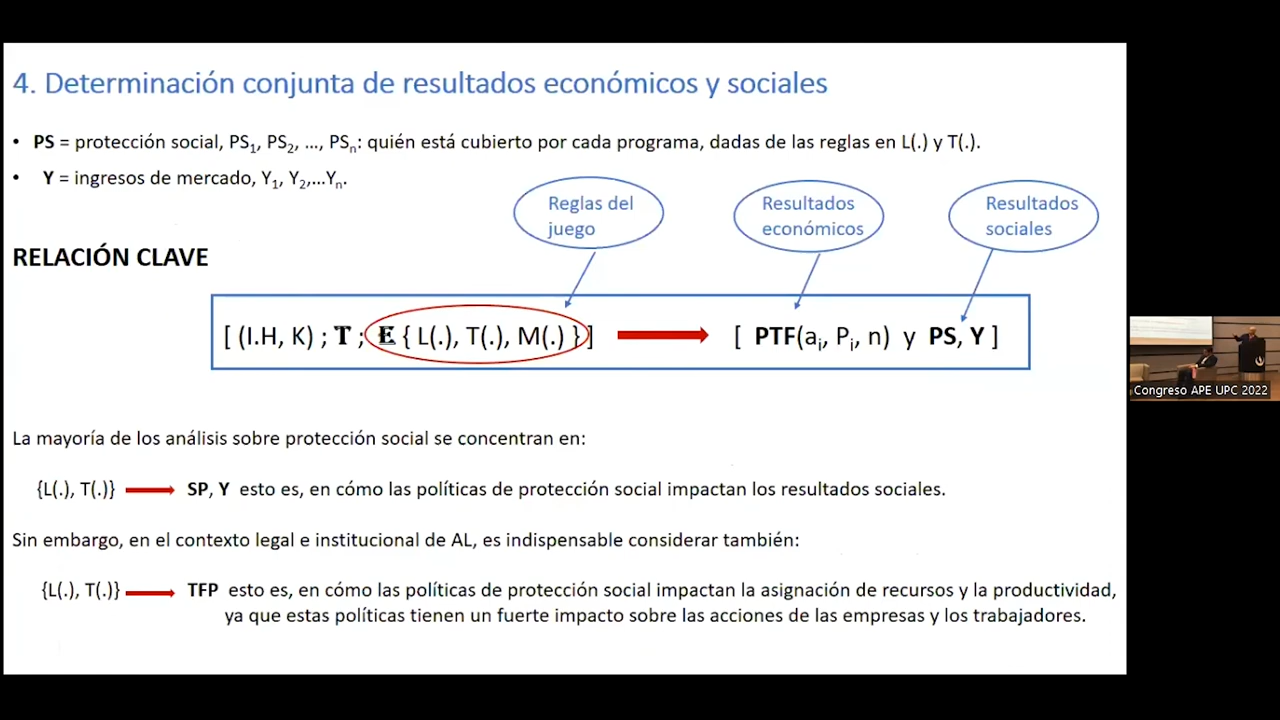 4. Determinación conjunta de resultados económicos y sociales
• PS = protección social, PS1, PS2, ..., PSn: quién está cubierto por cada programa, dadas de las reglas en L(.) y T(.).
• Y = ingresos de mercado, Y1, Y2,...Yn.
Reglas del
juego
Resultados
económicos
Resultados
sociales
RELACIÓN CLAVE
[ (I.H, K) ; T ; E { L(.), T(.), M(.) } ] [ PTF(ai, Pi, n) y PS, Y ]
Congreso APE UPC 2022
La mayoría de los análisis sobre protección social se concentran en:
{L(.), T(.)} SP, Y esto es, en cómo las políticas de protección social impactan los resultados sociales.
Sin embargo, en el contexto legal e institucional de AL, es indispensable considerar también:
{L(.), T(.)} TFP esto es, en cómo las políticas de protección social impactan la asignación de recursos y la productividad,
ya que estas políticas tienen un fuerte impacto sobre las acciones de las empresas y los trabajadores.